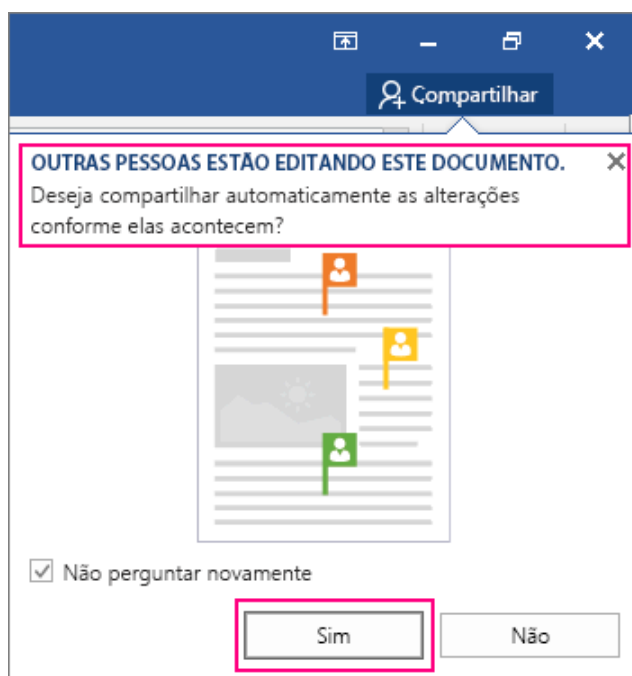 Compartilhar
OUTRAS PESSOAS ESTÃO EDITANDO ESTE DOCUMENTO.
Deseja compartilhar automaticamente as alterações
conforme elas acontecem?
Não perguntar novamente
Sim
Não